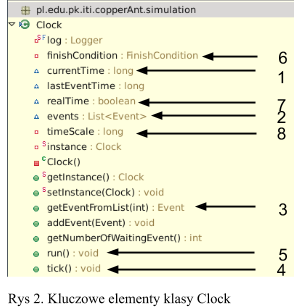 pl.edu.pk.iti.copperAnt.simulation
Clock
SF log : Logger
finishCondition : FinishCondition 6
currentTime : long 1
lastEventTime : long
realTime : boolean 7
events : List<Event> 2
timeScale : long 8
S instance : Clock
C Clock()
S getInstance() : Clock
S setInstance(Clock) : void
getEventFromList(int) : Event 3
addEvent(Event) : void
getNumberOfWaitingEvent() : int
run() : void 5
tick() : void 4
Rys 2. Kluczowe elementy klasy Clock